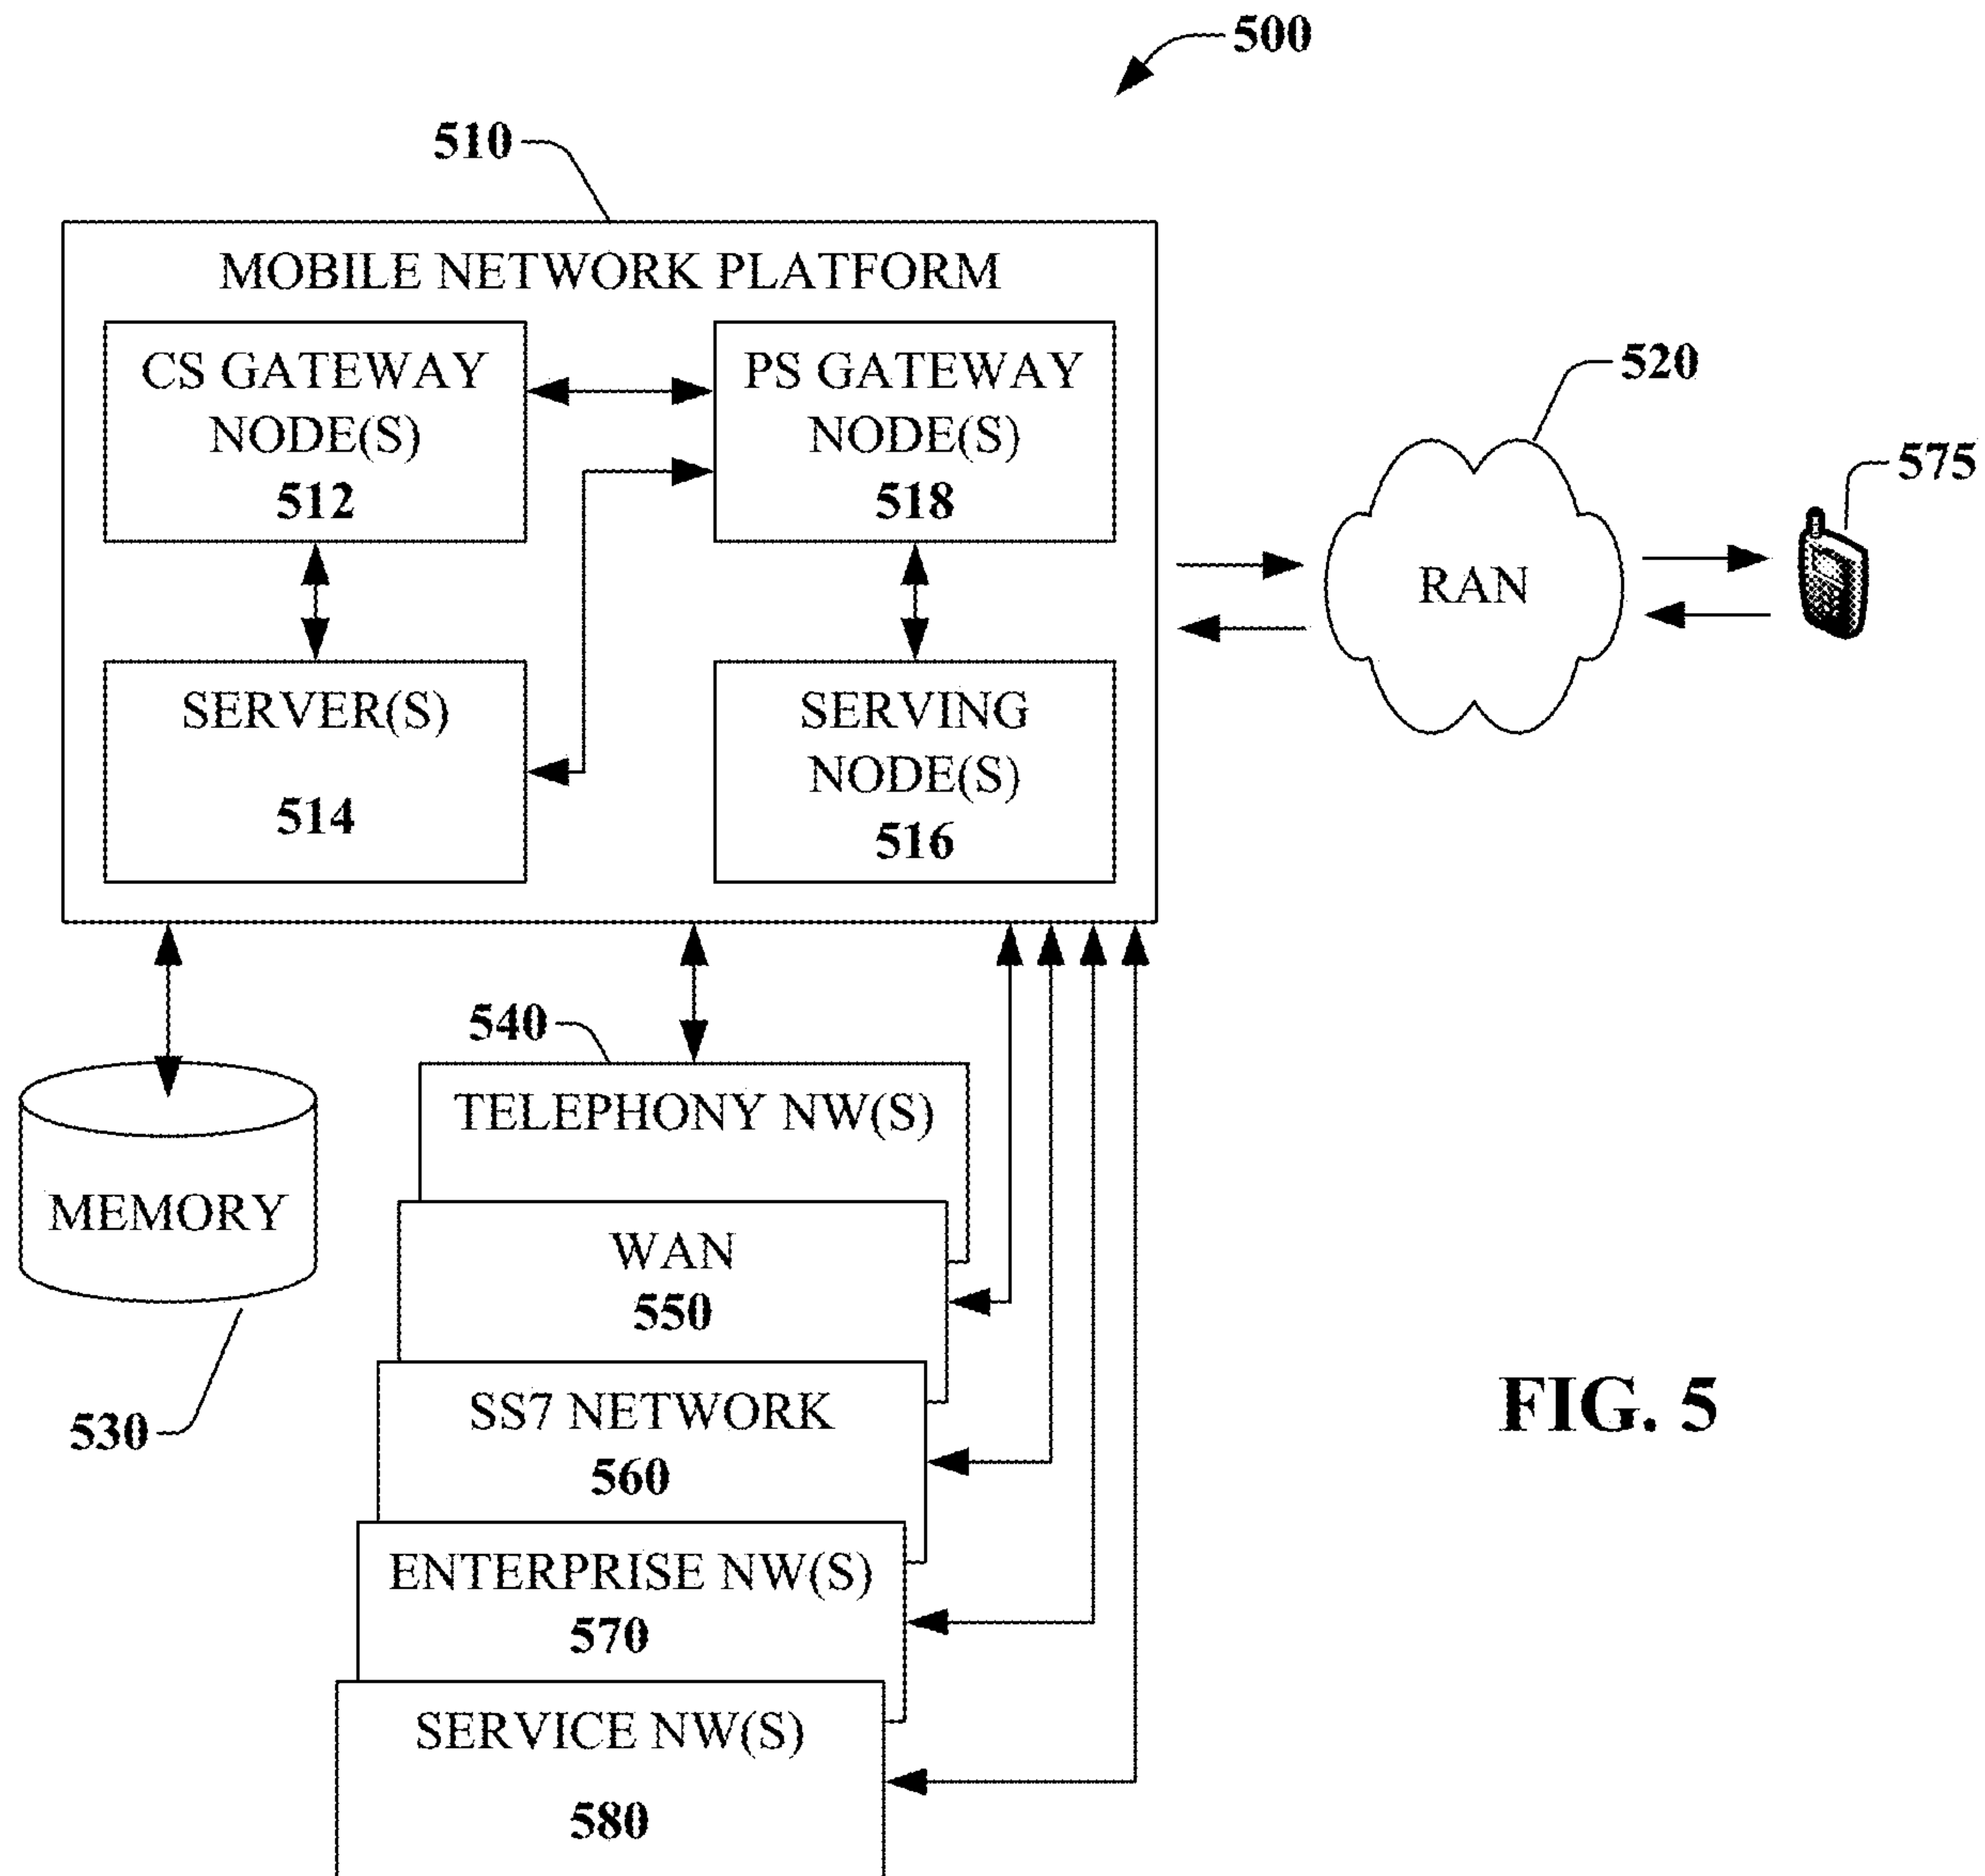 500
510
MOBILE NETWORK PLATFORM
CS GATEWAY
NODE(S)
512
PS GATEWAY
NODE(S)
518
520
575
RAN
SERVER(S)
514
SERVING
NODE(S)
516
540
TELEPHONY NW(S)
MEMORY
530
WAN
550
SS7 NETWORK
560
ENTERPRISE NW(S)
570
SERVICE NW(S)
580
FIG. 5